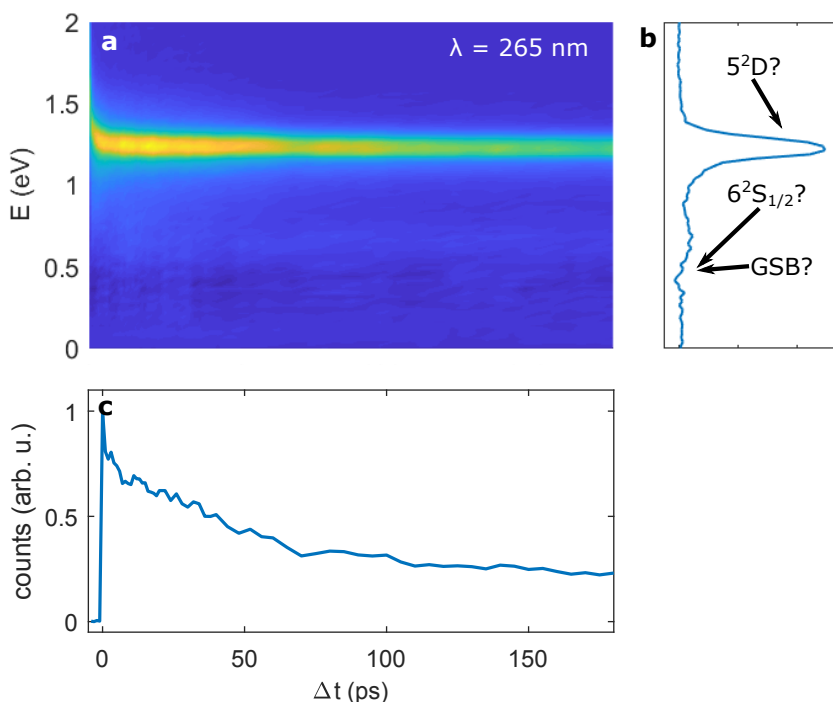 a
λ = 265 nm
2
1.5
1
0.5
0
E (eV)
b
5²D?
6²S₁/₂?
GSB?
c
1
0.5
0
counts (arb. u.)
0
50
100
150
Δt (ps)